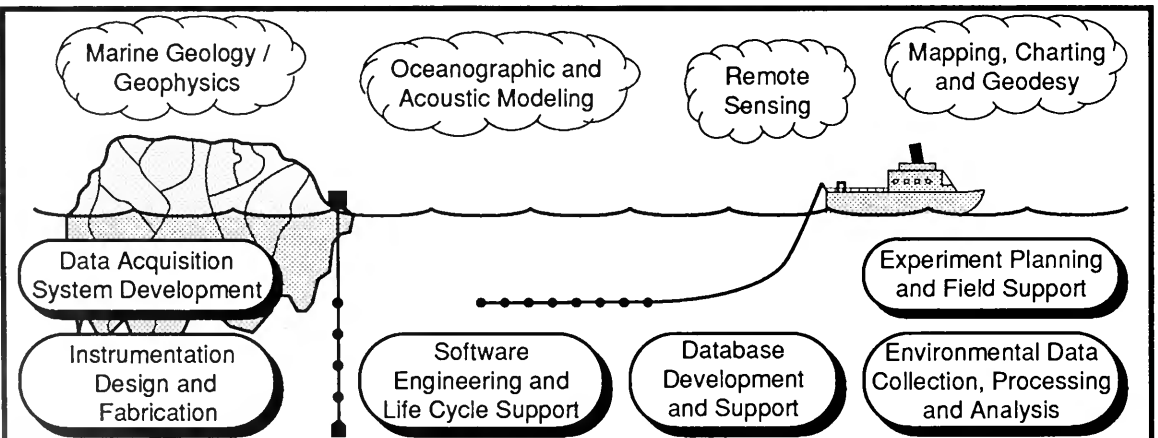 Marine Geology /
Geophysics
Oceanographic and
Acoustic Modeling
Remote
Sensing
Mapping, Charting
and Geodesy
Data Acquisition
System Development
Experiment Planning
and Field Support
Instrumentation
Design and
Fabrication
Software
Engineering and
Life Cycle Support
Database
Development
and Support
Environmental Data
Collection, Processing
and Analysis